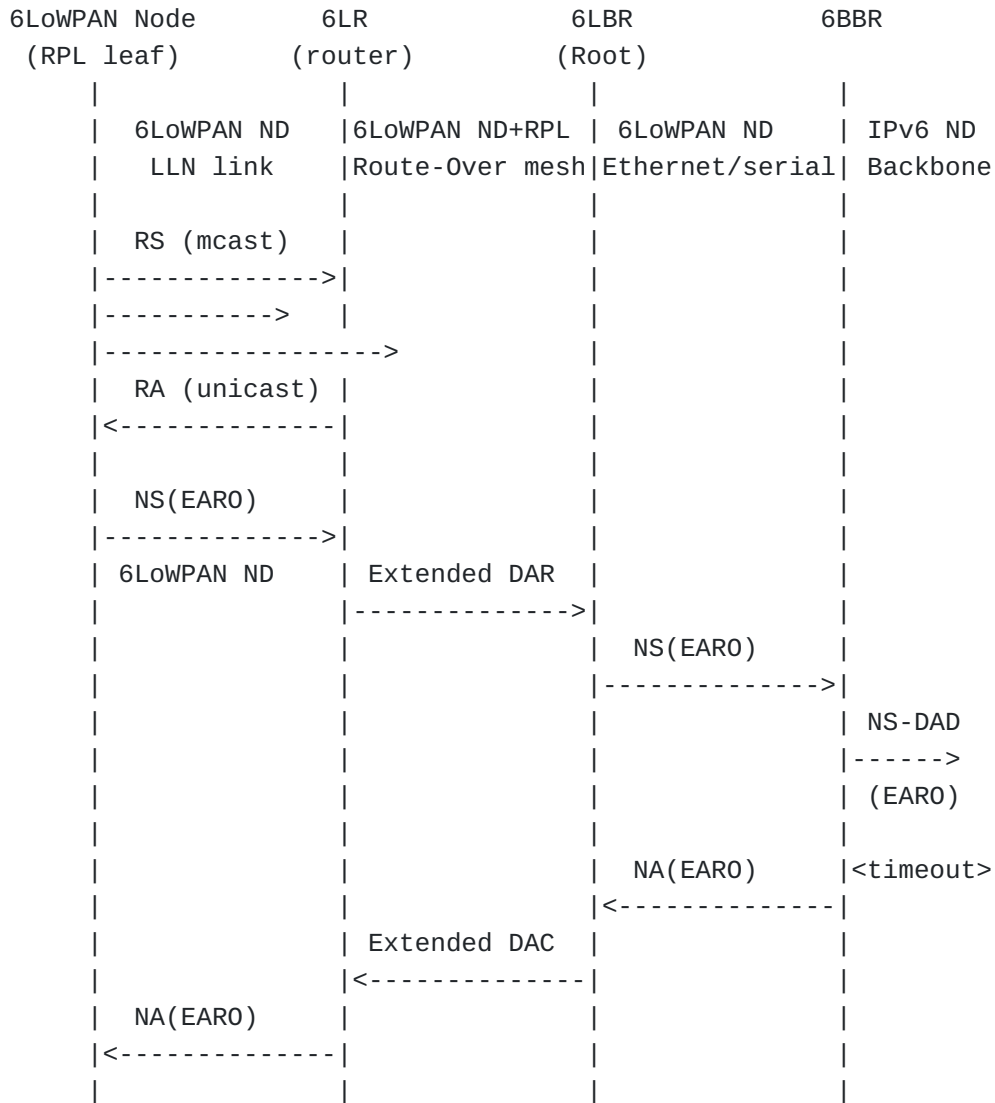 6LoWPAN Node        6LR             6LBR            6BBR
 (RPL leaf)       (router)         (Root)
     |               |               |               |
     |  6LoWPAN ND   |6LoWPAN ND+RPL | 6LoWPAN ND    | IPv6 ND
     |   LLN link    |Route-Over mesh|Ethernet/serial| Backbone
     |               |               |               |
     |  RS (mcast)   |               |               |
     |-------------->|               |               |
     |----------->   |               |               |
     |------------------>            |               |
     |  RA (unicast) |               |               |
     |<--------------|               |               |
     |               |               |               |
     |  NS(EARO)     |               |               |
     |-------------->|               |               |
     | 6LoWPAN ND    | Extended DAR  |               |
     |               |-------------->|               |
     |               |               |  NS(EARO)     |
     |               |               |-------------->|
     |               |               |               | NS-DAD
     |               |               |               |------>
     |               |               |               | (EARO)
     |               |               |               |
     |               |               |  NA(EARO)     |<timeout>
     |               |               |<--------------|
     |               | Extended DAC  |               |
     |               |<--------------|               |
     |  NA(EARO)     |               |               |
     |<--------------|               |               |
     |               |               |               |